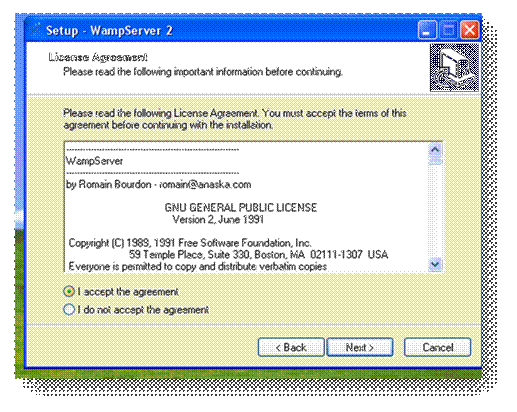 Setup - WampServer 2
License Agreement
Please read the following important information before continuing.
Please read the following License Agreement. You must accept the terms of this
agreement before continuing with the installation.
------------------------------------------------------------
WampServer
------------------------------------------------------------
by Romain Bourdon - romain@anaska.com
GNU GENERAL PUBLIC LICENSE
Version 2, June 1991
Copyright (C) 1989, 1991 Free Software Foundation, Inc.
59 Temple Place, Suite 330, Boston, MA 02111-1307 USA
Everyone is permitted to copy and distribute verbatim copies
I accept the agreement
I do not accept the agreement
< Back Next > Cancel